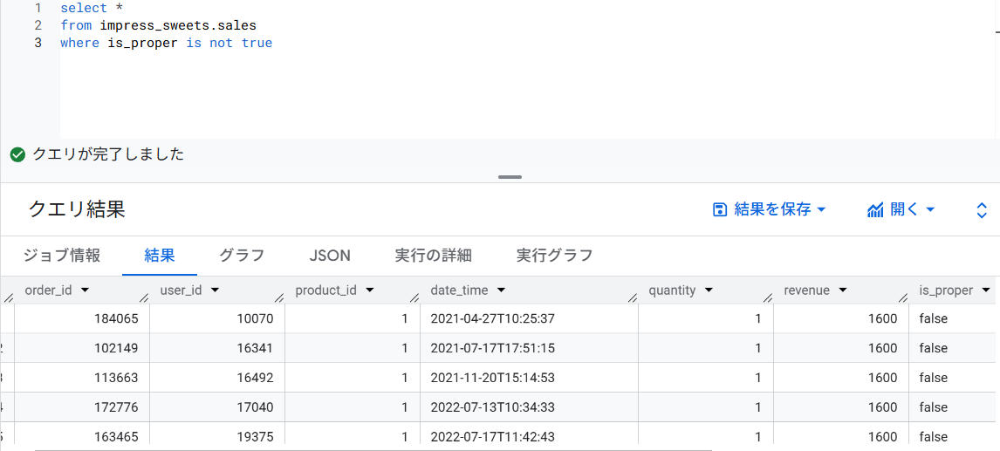 1 select *
2 from impress_sweets.sales
3 where is_proper is not true
クエリが完了しました
クエリ結果
結果を保存
開く
ジョブ情報 結果 グラフ JSON 実行の詳細 実行グラフ
order_id user_id product_id date_time quantity revenue is_proper
184065 10070 1 2021-04-27T10:25:37 1 1600 false
102149 16341 1 2021-07-17T17:51:15 1 1600 false
113663 16492 1 2021-11-20T15:14:53 1 1600 false
172776 17040 1 2022-07-13T10:34:33 1 1600 false
163465 19375 1 2022-07-17T11:42:43 1 1600 false